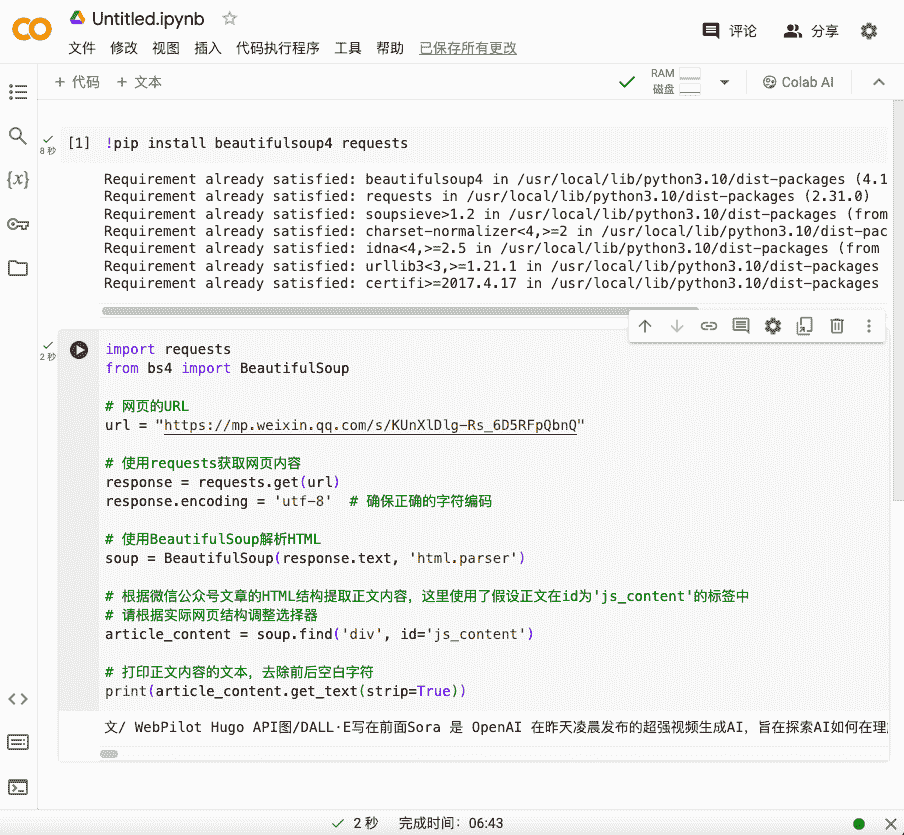 Untitled.ipynb
文件 修改 视图 插入 代码执行程序 工具 帮助 已保存所有更改
评论 分享
+ 代码 + 文本
RAM
磁盘
Colab AI
8 秒
[1] !pip install beautifulsoup4 requests
Requirement already satisfied: beautifulsoup4 in /usr/local/lib/python3.10/dist-packages (4.1
Requirement already satisfied: requests in /usr/local/lib/python3.10/dist-packages (2.31.0)
Requirement already satisfied: soupsieve>1.2 in /usr/local/lib/python3.10/dist-packages (from
Requirement already satisfied: charset-normalizer<4,>=2 in /usr/local/lib/python3.10/dist-pac
Requirement already satisfied: idna<4,>=2.5 in /usr/local/lib/python3.10/dist-packages (from
Requirement already satisfied: urllib3<3,>=1.21.1 in /usr/local/lib/python3.10/dist-packages
Requirement already satisfied: certifi>=2017.4.17 in /usr/local/lib/python3.10/dist-packages
2 秒
import requests
from bs4 import BeautifulSoup
# 网页的URL
url = "https://mp.weixin.qq.com/s/KUnXlDlg-Rs_6D5RFpQbnQ"
# 使用requests获取网页内容
response = requests.get(url)
response.encoding = 'utf-8' # 确保正确的字符编码
# 使用BeautifulSoup解析HTML
soup = BeautifulSoup(response.text, 'html.parser')
# 根据微信公众号文章的HTML结构提取正文内容，这里使用了假设正文在id为'js_content'的标签中
# 请根据实际网页结构调整选择器
article_content = soup.find('div', id='js_content')
# 打印正文内容的文本，去除前后空白字符
print(article_content.get_text(strip=True))
文/ WebPilot Hugo API图/DALL·E写在前面Sora 是 OpenAI 在昨天凌晨发布的超强视频生成AI，旨在探索AI如何在理
2 秒 完成时间：06:43